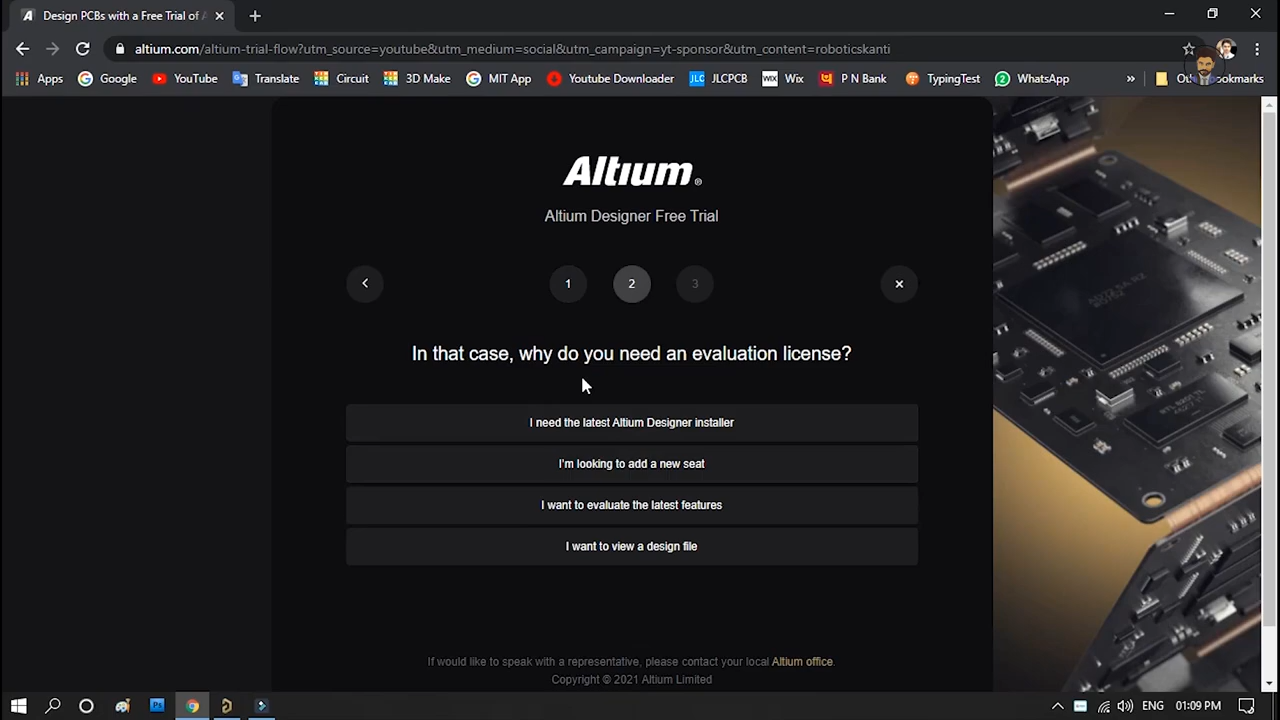 Design PCBs with a Free Trial of A
altium.com/altium-trial-flow?utm_source=youtube&utm_medium=social&utm_campaign=yt-sponsor&utm_content=roboticskanti
Apps Google YouTube Translate Circuit 3D Make MIT App Youtube Downloader JLC JLCPCB WIX Wix P N Bank TypingTest WhatsApp » Bookmarks
Altium®
Altium Designer Free Trial
1 2 3
In that case, why do you need an evaluation license?
I need the latest Altium Designer installer
I'm looking to add a new seat
I want to evaluate the latest features
I want to view a design file
If would like to speak with a representative, please contact your local Altium office.
Copyright © 2021 Altium Limited
Ps ENG 01:09 PM